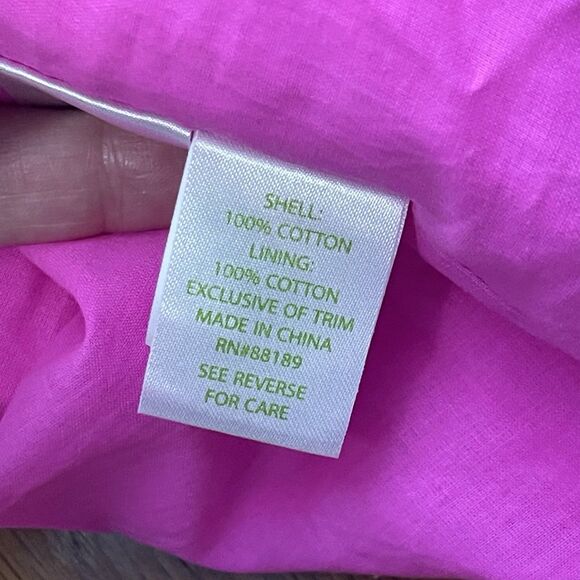 SHELL:
100% COTTON
LINING:
100% COTTON
EXCLUSIVE OF TRIM
MADE IN CHINA
RN#88189
SEE REVERSE
FOR CARE